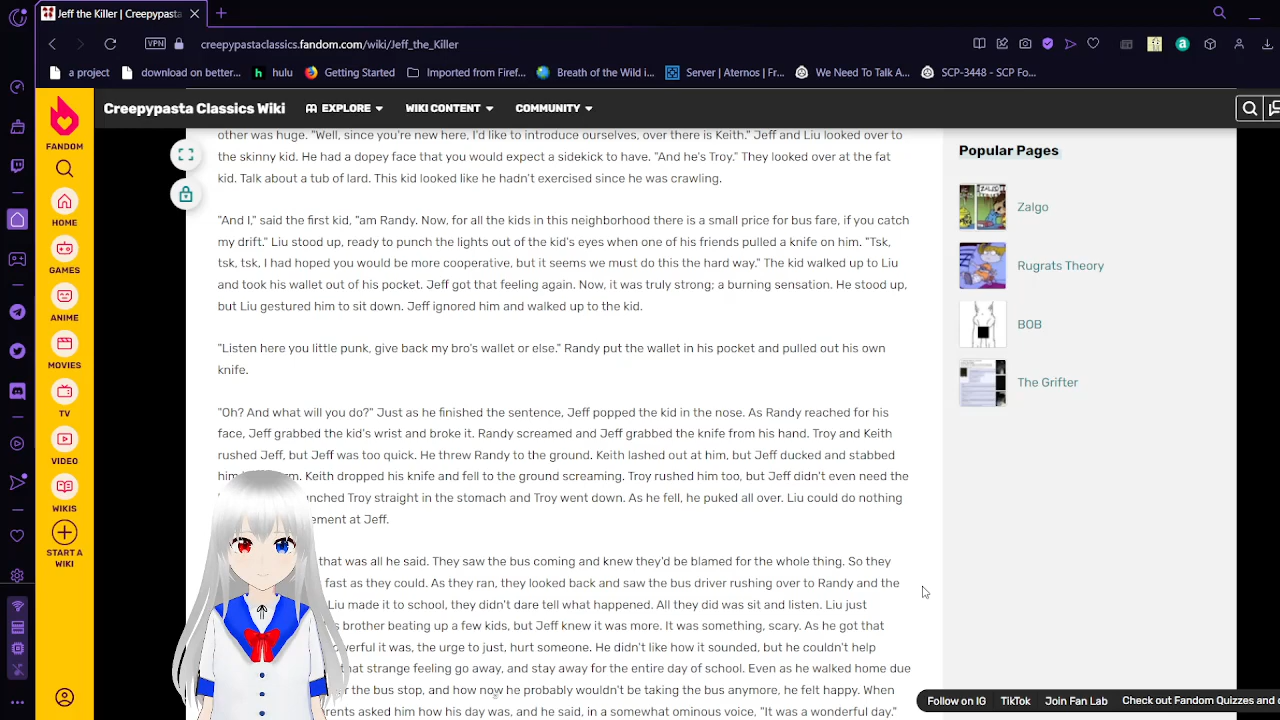 Jeff the Killer | Creepypasta
creepypastaclassics.fandom.com/wiki/Jeff_the_Killer
VPN
a project
download on better...
hulu
Getting Started
Imported from Firef...
Breath of the Wild i...
Server | Aternos | Fr...
We Need To Talk A...
SCP-3448 - SCP Fo...
Creepypasta Classics Wiki
EXPLORE
WIKI CONTENT
COMMUNITY
FANDOM
HOME
GAMES
ANIME
MOVIES
TV
VIDEO
WIKIS
START A
WIKI
other was huge. "Well, since you're new here, I'd like to introduce ourselves, over there is Keith." Jeff and Liu looked over to
the skinny kid. He had a dopey face that you would expect a sidekick to have. "And he's Troy." They looked over at the fat
kid. Talk about a tub of lard. This kid looked like he hadn't exercised since he was crawling.
"And I," said the first kid, "am Randy. Now, for all the kids in this neighborhood there is a small price for bus fare, if you catch
my drift." Liu stood up, ready to punch the lights out of the kid's eyes when one of his friends pulled a knife on him. "Tsk,
tsk, tsk, I had hoped you would be more cooperative, but it seems we must do this the hard way." The kid walked up to Liu
and took his wallet out of his pocket. Jeff got that feeling again. Now, it was truly strong; a burning sensation. He stood up,
but Liu gestured him to sit down. Jeff ignored him and walked up to the kid.
"Listen here you little punk, give back my bro's wallet or else." Randy put the wallet in his pocket and pulled out his own
knife.
"Oh? And what will you do?" Just as he finished the sentence, Jeff popped the kid in the nose. As Randy reached for his
face, Jeff grabbed the kid's wrist and broke it. Randy screamed and Jeff grabbed the knife from his hand. Troy and Keith
rushed Jeff, but Jeff was too quick. He threw Randy to the ground. Keith lashed out at him, but Jeff ducked and stabbed
him Keith dropped his knife and fell to the ground screaming. Troy rushed him too, but Jeff didn't even need the
unched Troy straight in the stomach and Troy went down. As he fell, he puked all over. Liu could do nothing
ement at Jeff.
that was all he said. They saw the bus coming and knew they'd be blamed for the whole thing. So they
fast as they could. As they ran, they looked back and saw the bus driver rushing over to Randy and the
Liu made it to school, they didn't dare tell what happened. All they did was sit and listen. Liu just
s brother beating up a few kids, but Jeff knew it was more. It was something, scary. As he got that
erful it was, the urge to just, hurt someone. He didn't like how it sounded, but he couldn't help
that strange feeling go away, and stay away for the entire day of school. Even as he walked home due
r the bus stop, and how now he probably wouldn't be taking the bus anymore, he felt happy. When
rents asked him how his day was, and he said, in a somewhat ominous voice, "It was a wonderful day."
Popular Pages
Zalgo
Rugrats Theory
BOB
The Grifter
Follow on IG
TikTok
Join Fan Lab
Check out Fandom Quizzes and